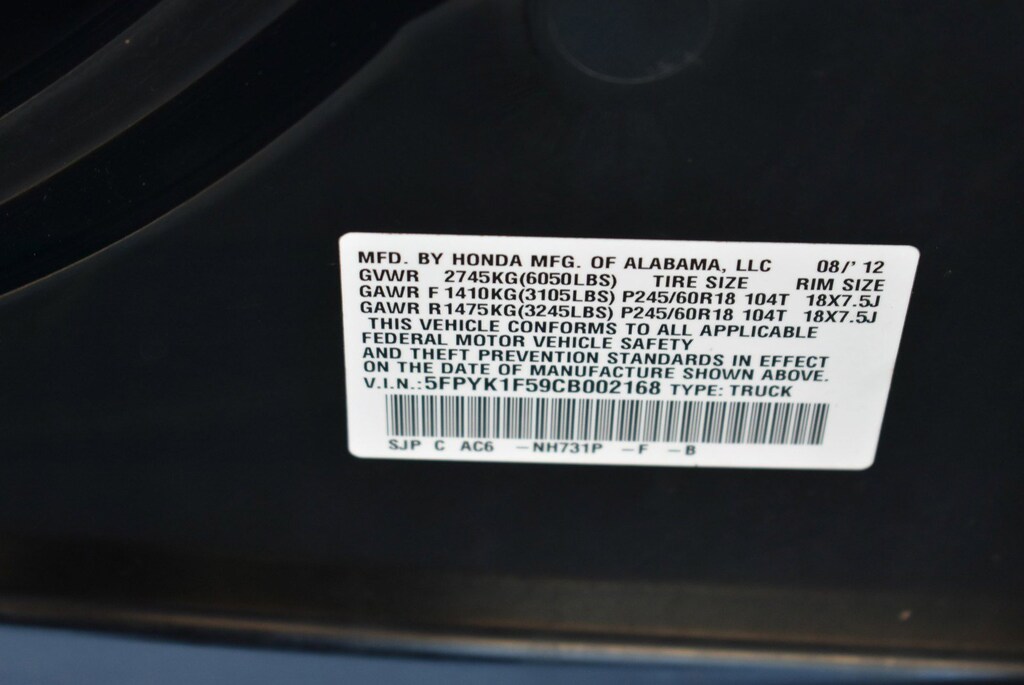 MFD. BY HONDA MFG. OF ALABAMA, LLC 08/' 12
GVWR 2745KG(6050LBS) TIRE SIZE RIM SIZE
GAWR F 1410KG(3105LBS) P245/60R18 104T 18X7.5J
GAWR R1475KG(3245LBS) P245/60R18 104T 18X7.5J
THIS VEHICLE CONFORMS TO ALL APPLICABLE
FEDERAL MOTOR VEHICLE SAFETY
AND THEFT PREVENTION STANDARDS IN EFFECT
ON THE DATE OF MANUFACTURE SHOWN ABOVE.
V.I.N.:5FPYK1F59CB002168 TYPE: TRUCK
SJP C AC6 -NH731P -F -B